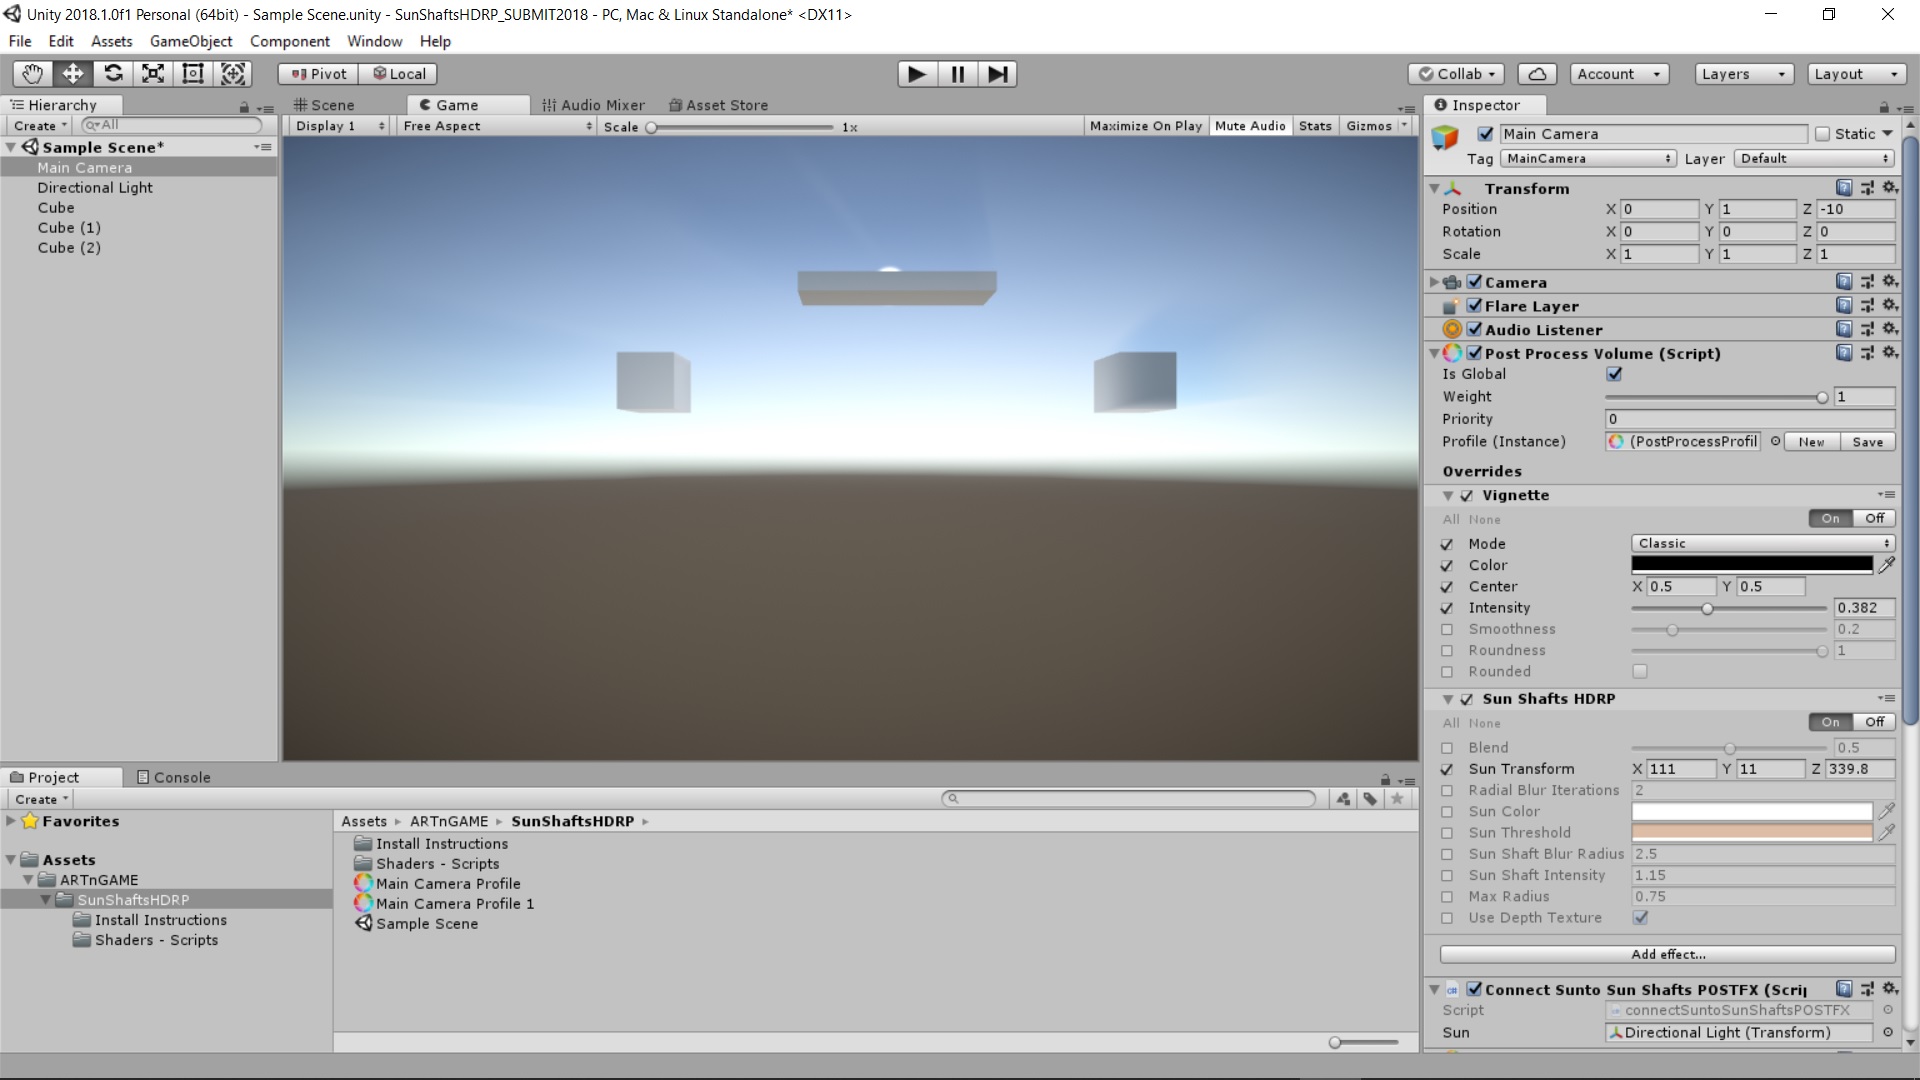 Unity 2018.1.0f1 Personal (64bit) - Sample Scene.unity - SunShaftsHDRP_SUBMIT2018 - PC, Mac & Linux Standalone* <DX11>
File Edit Assets GameObject Component Window Help
Pivot Local Collab Account Layers Layout
Hierarchy
Create All
Sample Scene*
Main Camera
Directional Light
Cube
Cube (1)
Cube (2)
Scene Game Audio Mixer Asset Store
Display 1 Free Aspect Scale 1x Maximize On Play Mute Audio Stats Gizmos
Inspector
Main Camera Static
Tag MainCamera Layer Default
Transform
Position X 0 Y 1 Z -10
Rotation X 0 Y 0 Z 0
Scale X 1 Y 1 Z 1
Camera
Flare Layer
Audio Listener
Post Process Volume (Script)
Is Global
Weight 1
Priority 0
Profile (Instance) (PostProcessProfil New Save
Overrides
Vignette
All None On Off
Mode Classic
Color
Center X 0.5 Y 0.5
Intensity 0.382
Smoothness 0.2
Roundness 1
Rounded
Sun Shafts HDRP
All None On Off
Blend 0.5
Sun Transform X 111 Y 11 Z 339.8
Radial Blur Iterations 2
Sun Color
Sun Threshold
Sun Shaft Blur Radius 2.5
Sun Shaft Intensity 1.15
Max Radius 0.75
Use Depth Texture
Add effect...
Connect Sunto Sun Shafts POSTFX (Scrip
Script connectSuntoSunShaftsPOSTFX
Sun Directional Light (Transform)
Project Console
Create
Favorites
Assets
ARTnGAME
SunShaftsHDRP
Install Instructions
Shaders - Scripts
Assets ARTnGAME SunShaftsHDRP
Install Instructions
Shaders - Scripts
Main Camera Profile
Main Camera Profile 1
Sample Scene